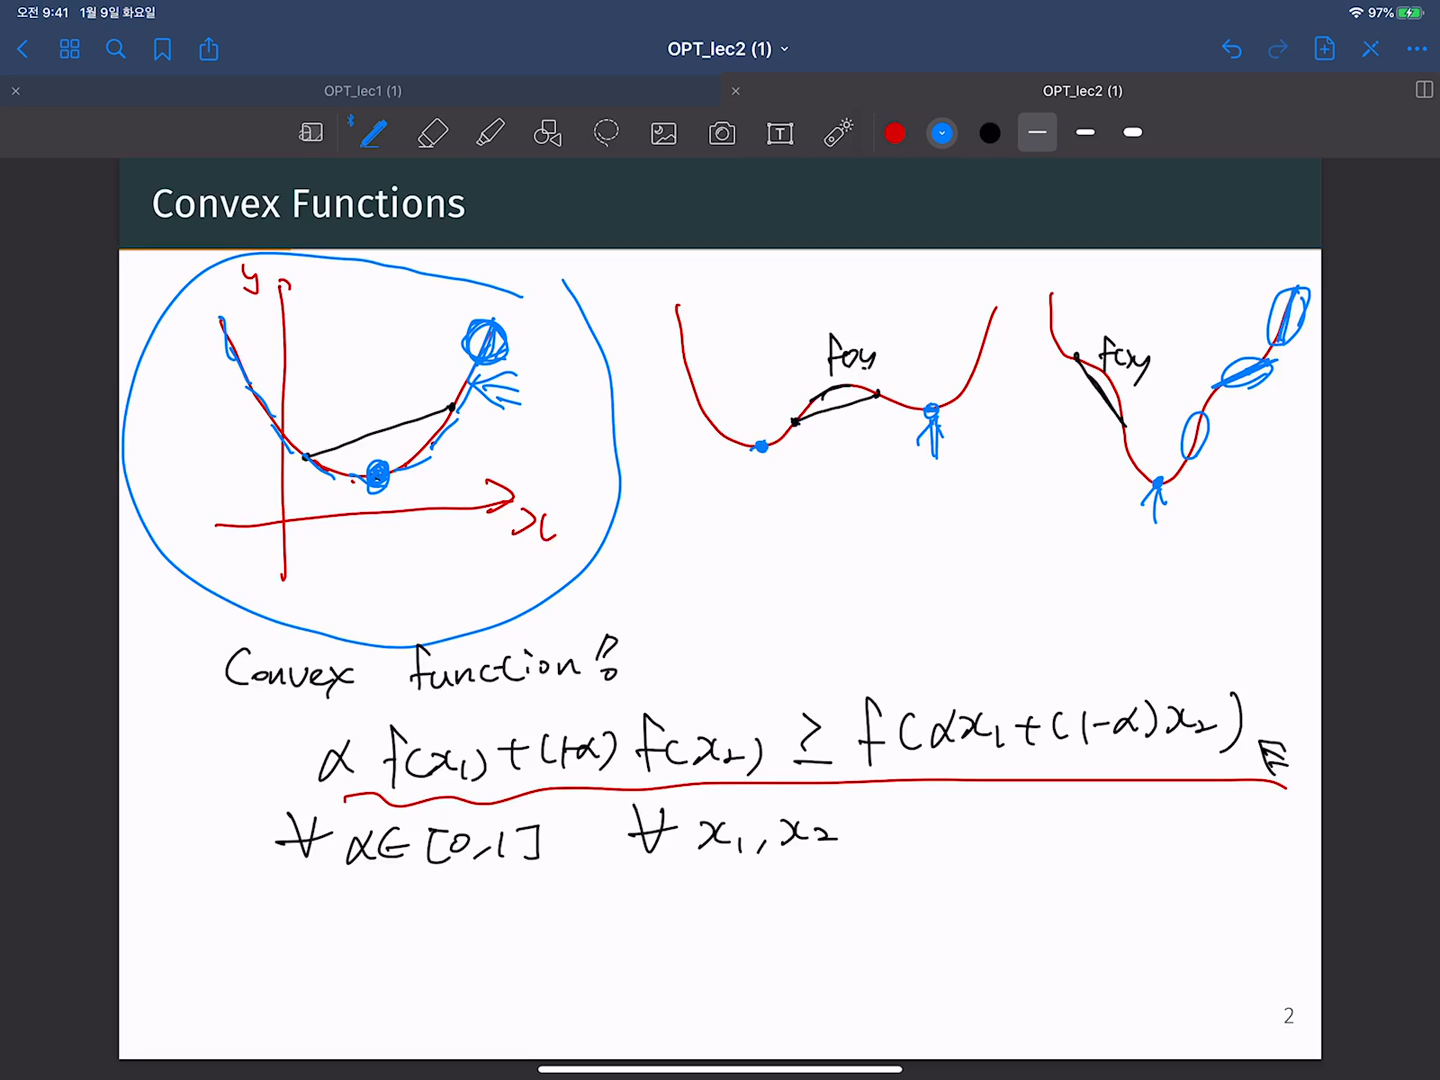 오전 9:41 1월 9일 화요일
97%
OPT_lec2 (1)
OPT_lec1 (1)
OPT_lec2 (1)
T
Convex Functions
y
x
f(x)
f(x)
Convex function?
α f(x₁)+(1-α) f(x₂) ≥ f(αx₁+(1-α)x₂)
∀ α∈[0,1] ∀ x₁, x₂
2